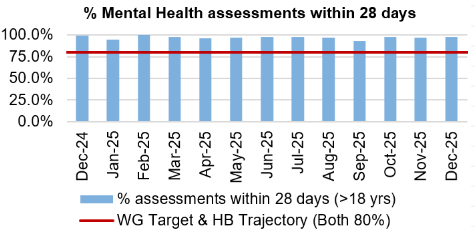 % Mental Health assessments within 28 days
100.0%
75.0%
50.0%
25.0%
0.0%
Dec-24
Jan-25
Feb-25
Mar-25
Apr-25
May-25
Jun-25
Jul-25
Aug-25
Sep-25
Oct-25
Nov-25
Dec-25
% assessments within 28 days (>18 yrs)
WG Target & HB Trajectory (Both 80%)